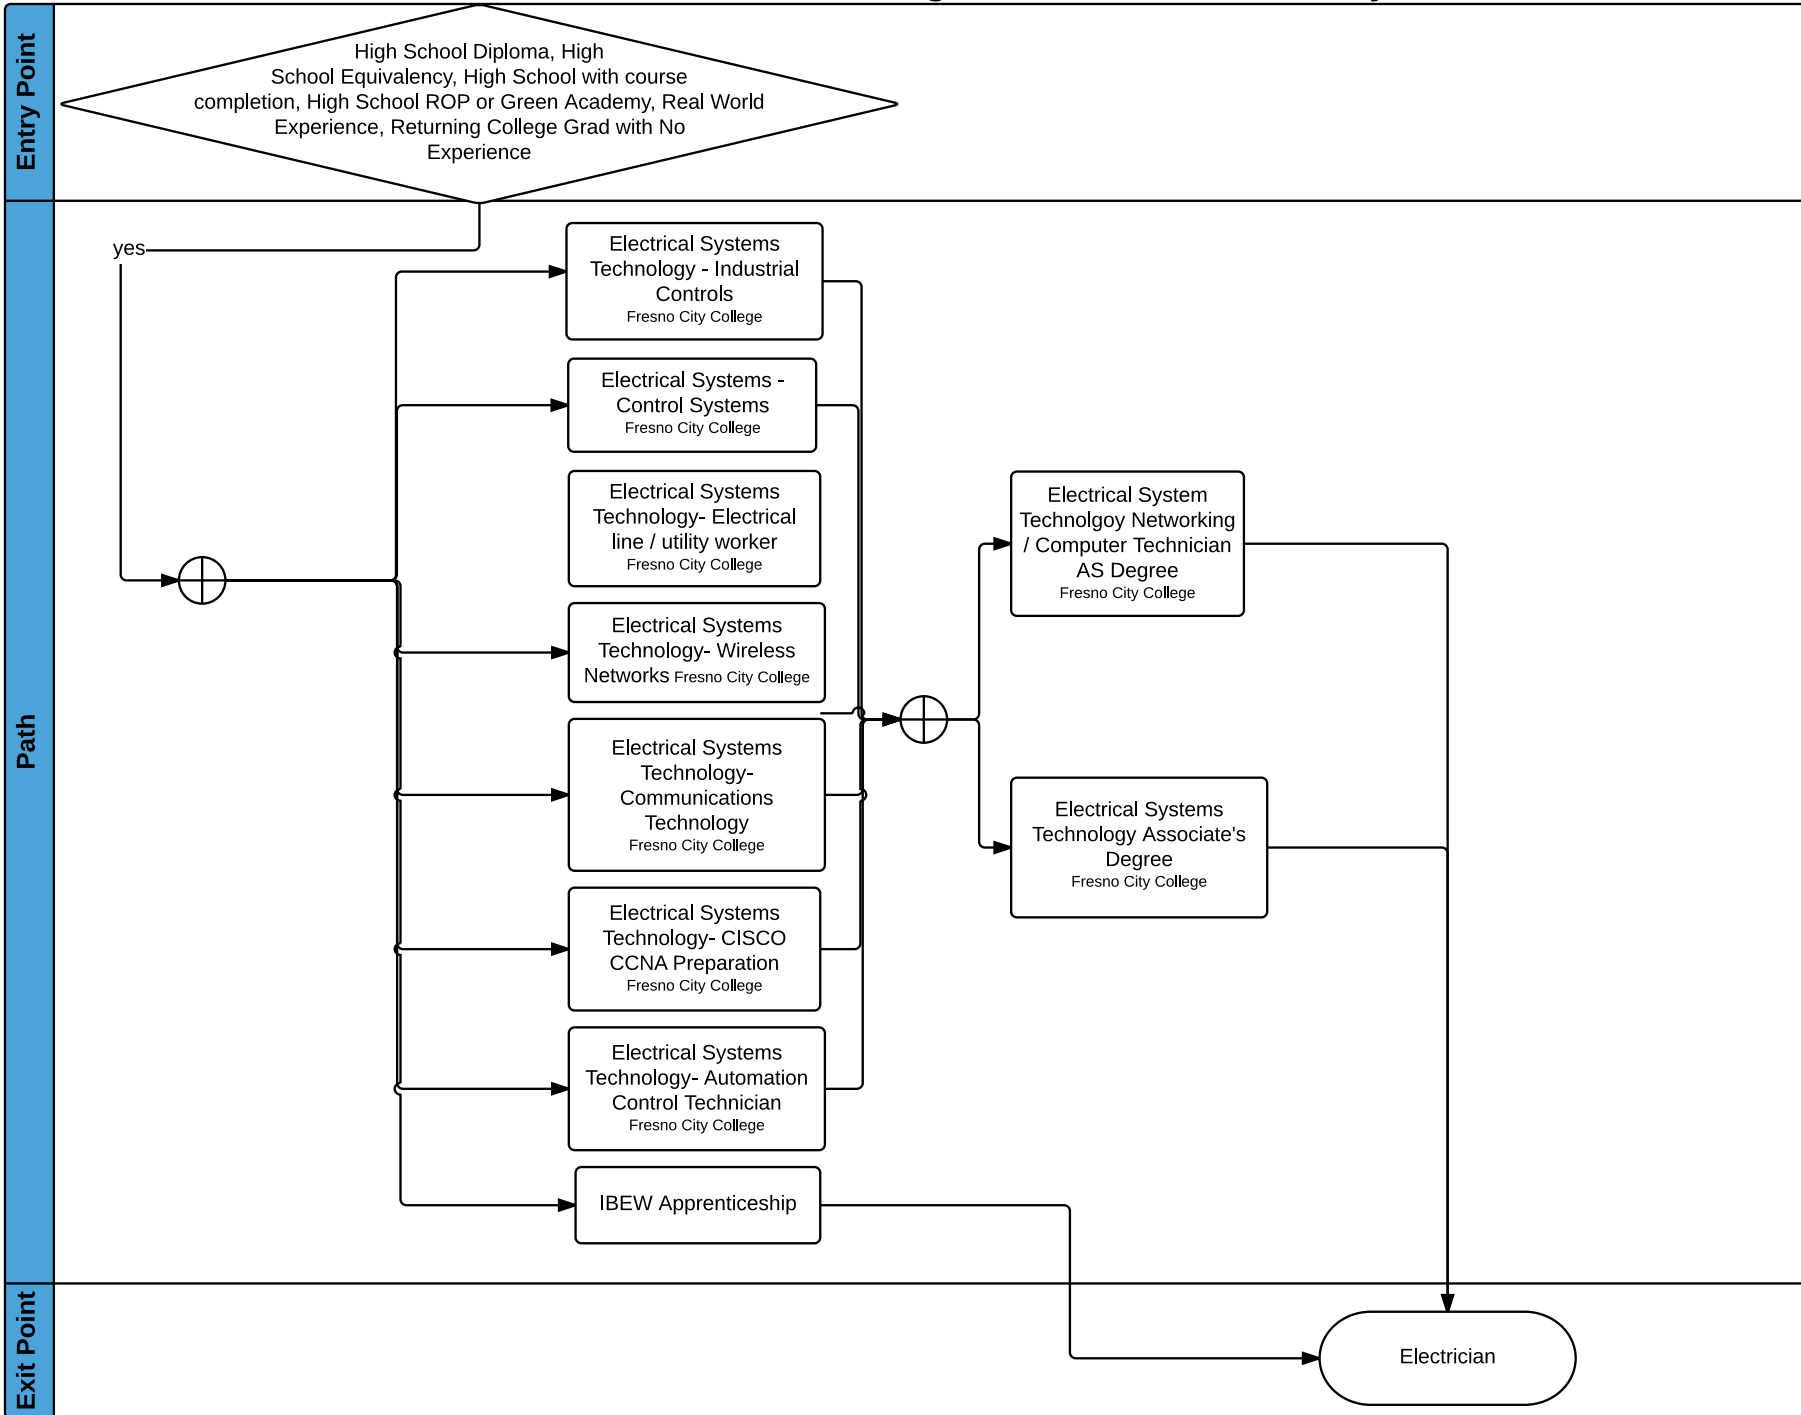 Entry Point
High School Diploma, High
School Equivalency, High School with course
completion, High School ROP or Green Academy, Real World
Experience, Returning College Grad with No
Experience
Path
yes
Electrical Systems
Technology - Industrial
Controls
Fresno City College
Electrical Systems -
Control Systems
Fresno City College
Electrical Systems
Technology- Electrical
line / utility worker
Fresno City College
Electrical Systems
Technology- Wireless
Networks Fresno City College
Electrical Systems
Technology-
Communications
Technology
Fresno City College
Electrical Systems
Technology- CISCO
CCNA Preparation
Fresno City College
Electrical Systems
Technology- Automation
Control Technician
Fresno City College
IBEW Apprenticeship
Electrical System
Technolgoy Networking
/ Computer Technician
AS Degree
Fresno City College
Electrical Systems
Technology Associate's
Degree
Fresno City College
Exit Point
Electrician